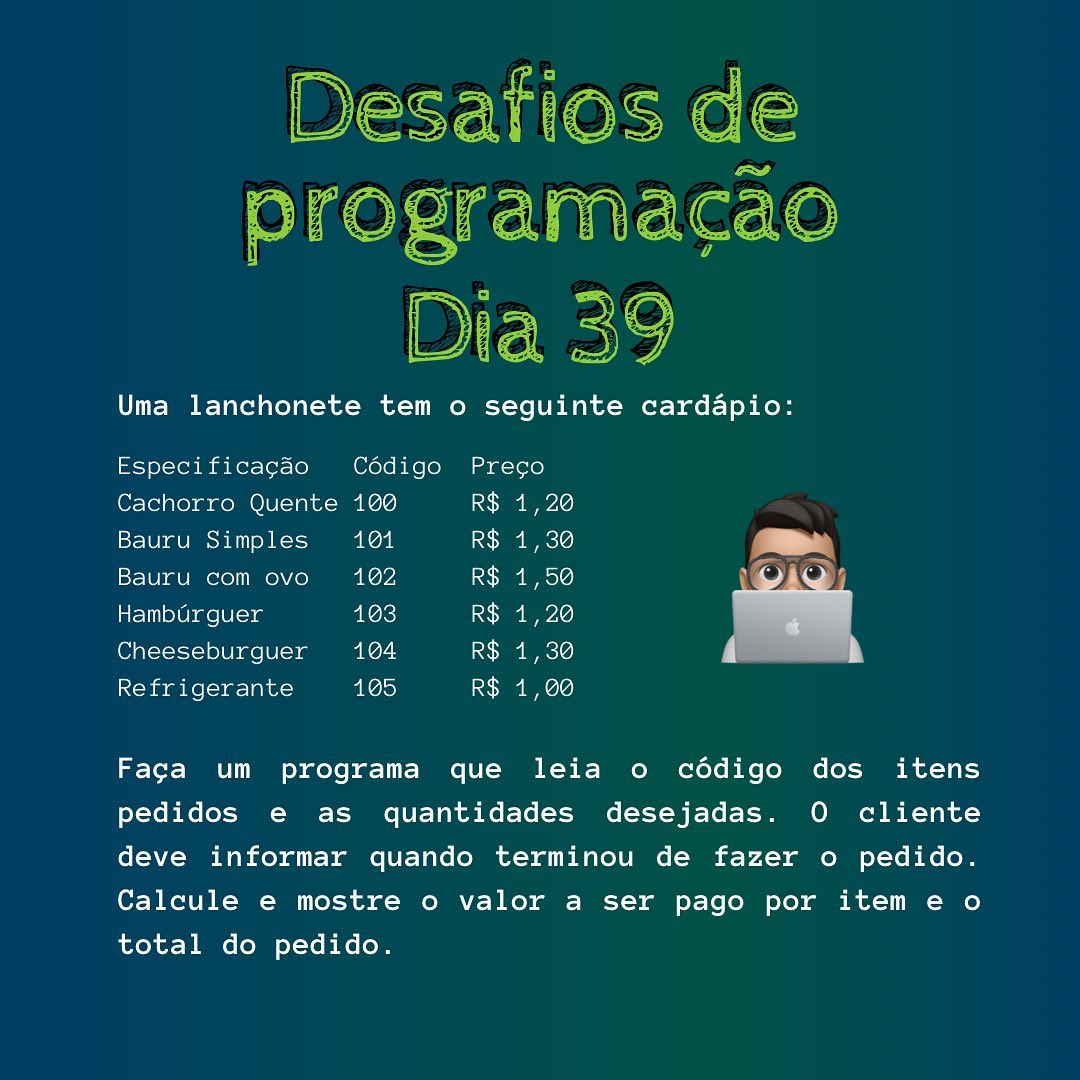 Desafios de
programação
Dia 39
Uma lanchonete tem o seguinte cardápio:
Especificação Código Preço
Cachorro Quente 100 R$ 1,20
Bauru Simples 101 R$ 1,30
Bauru com ovo 102 R$ 1,50
Hambúrguer 103 R$ 1,20
Cheeseburguer 104 R$ 1,30
Refrigerante 105 R$ 1,00
Faça um programa que leia o código dos itens
pedidos e as quantidades desejadas. O cliente
deve informar quando terminou de fazer o pedido.
Calcule e mostre o valor a ser pago por item e o
total do pedido.